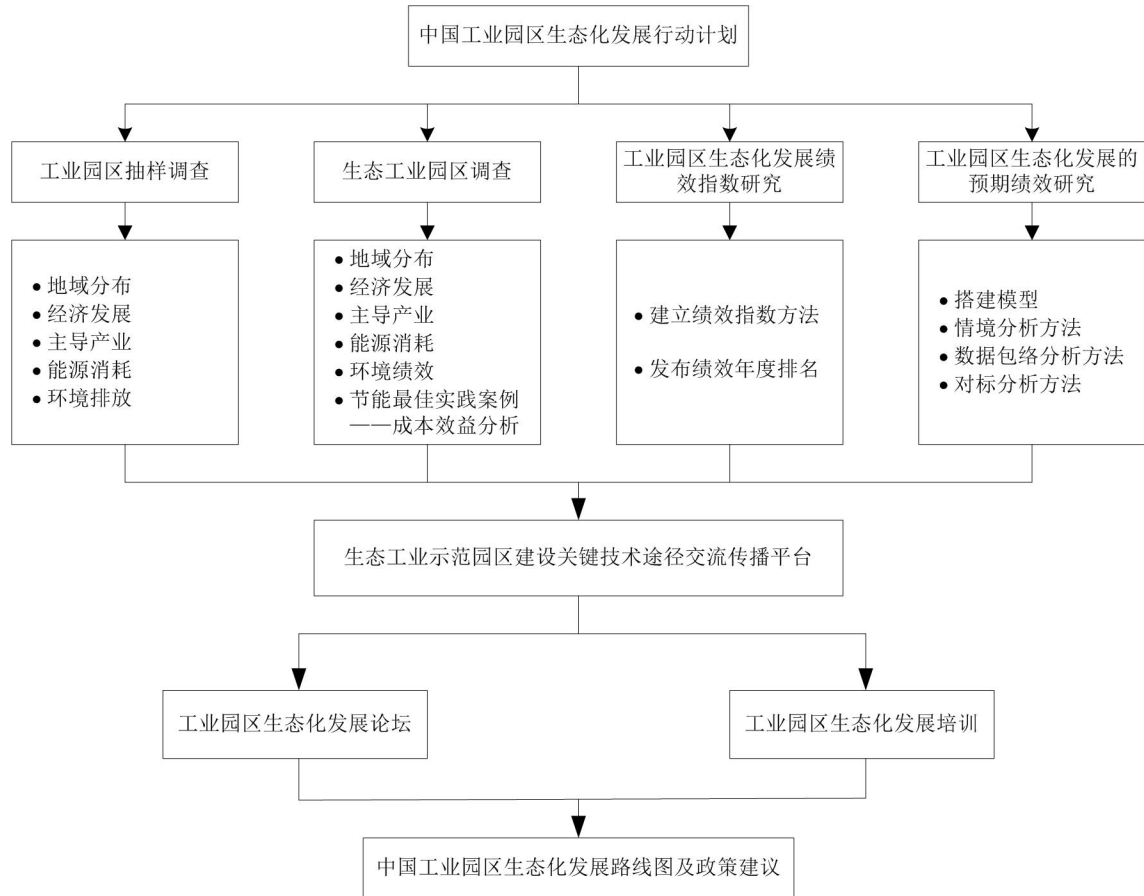 中国工业园区生态化发展行动计划
工业园区抽样调查
生态工业园区调查
工业园区生态化发展绩
效指数研究
工业园区生态化发展的
预期绩效研究
●地域分布
●经济发展
●主导产业
●能源消耗
●环境排放
●地域分布
●经济发展
●主导产业
●能源消耗
●环境绩效
●节能最佳实践案例
——成本效益分析
●建立绩效指数方法
●发布绩效年度排名
●搭建模型
●情境分析方法
●数据包络分析方法
●对标分析方法
生态工业示范园区建设关键技术途径交流传播平台
工业园区生态化发展论坛
工业园区生态化发展培训
中国工业园区生态化发展路线图及政策建议